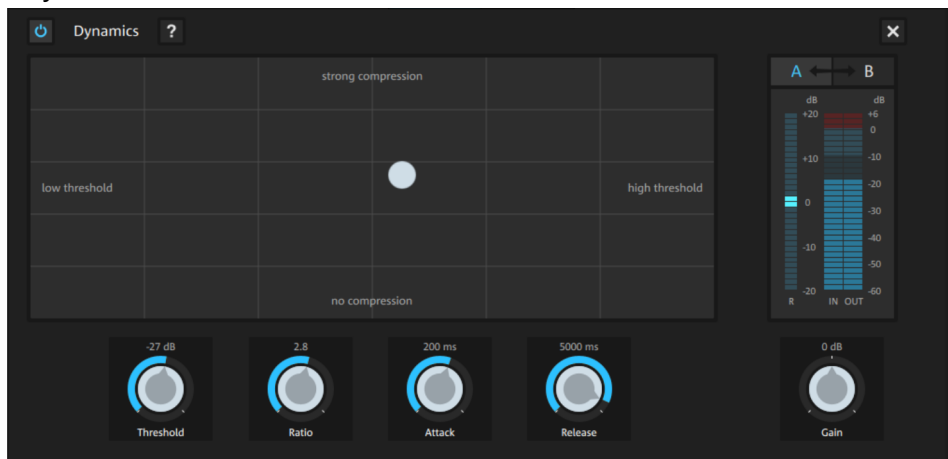 Dynamics ?
strong compression
low threshold
high threshold
no compression
A B
dB dB
+20 +6
0
+10 -10
-20
0
-30
-40
-10
-50
-20 -60
R IN OUT
-27 dB
Threshold
2.8
Ratio
200 ms
Attack
5000 ms
Release
0 dB
Gain